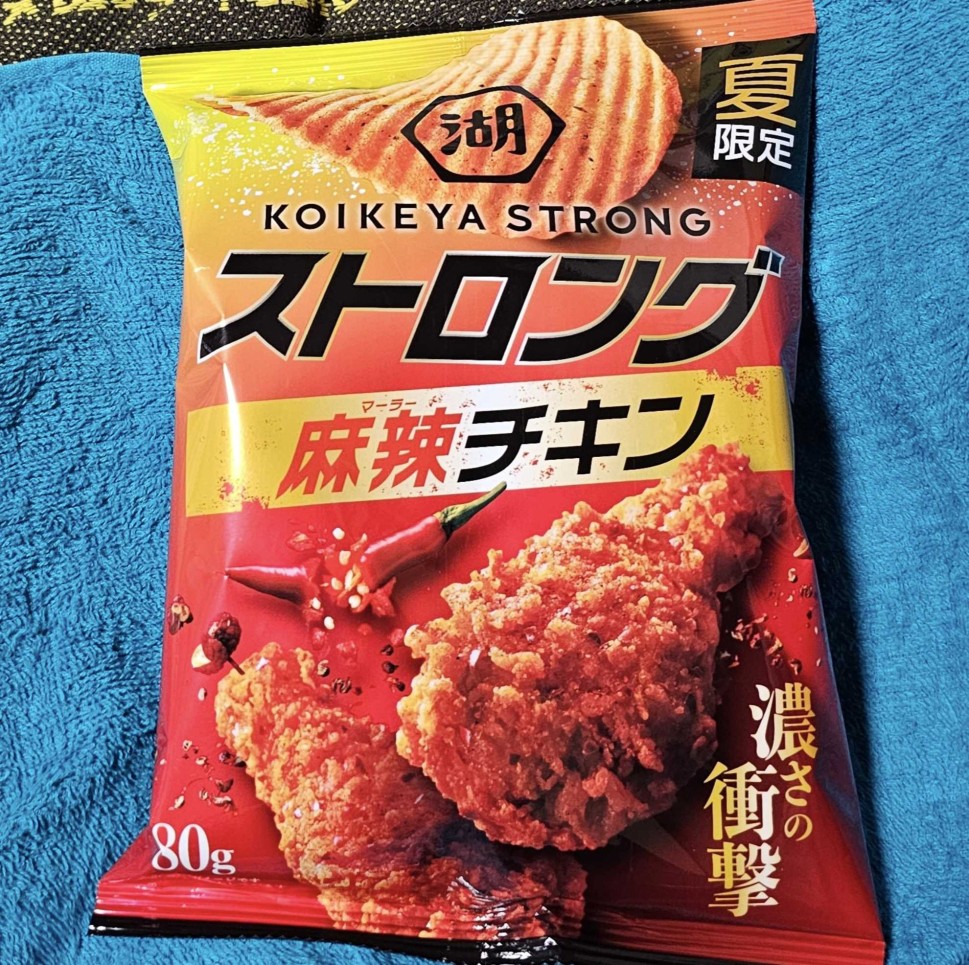 湖
夏
限定
KOIKEYA STRONG
ストロング
マーラー
麻辣チキン
濃さの
衝撃
80g